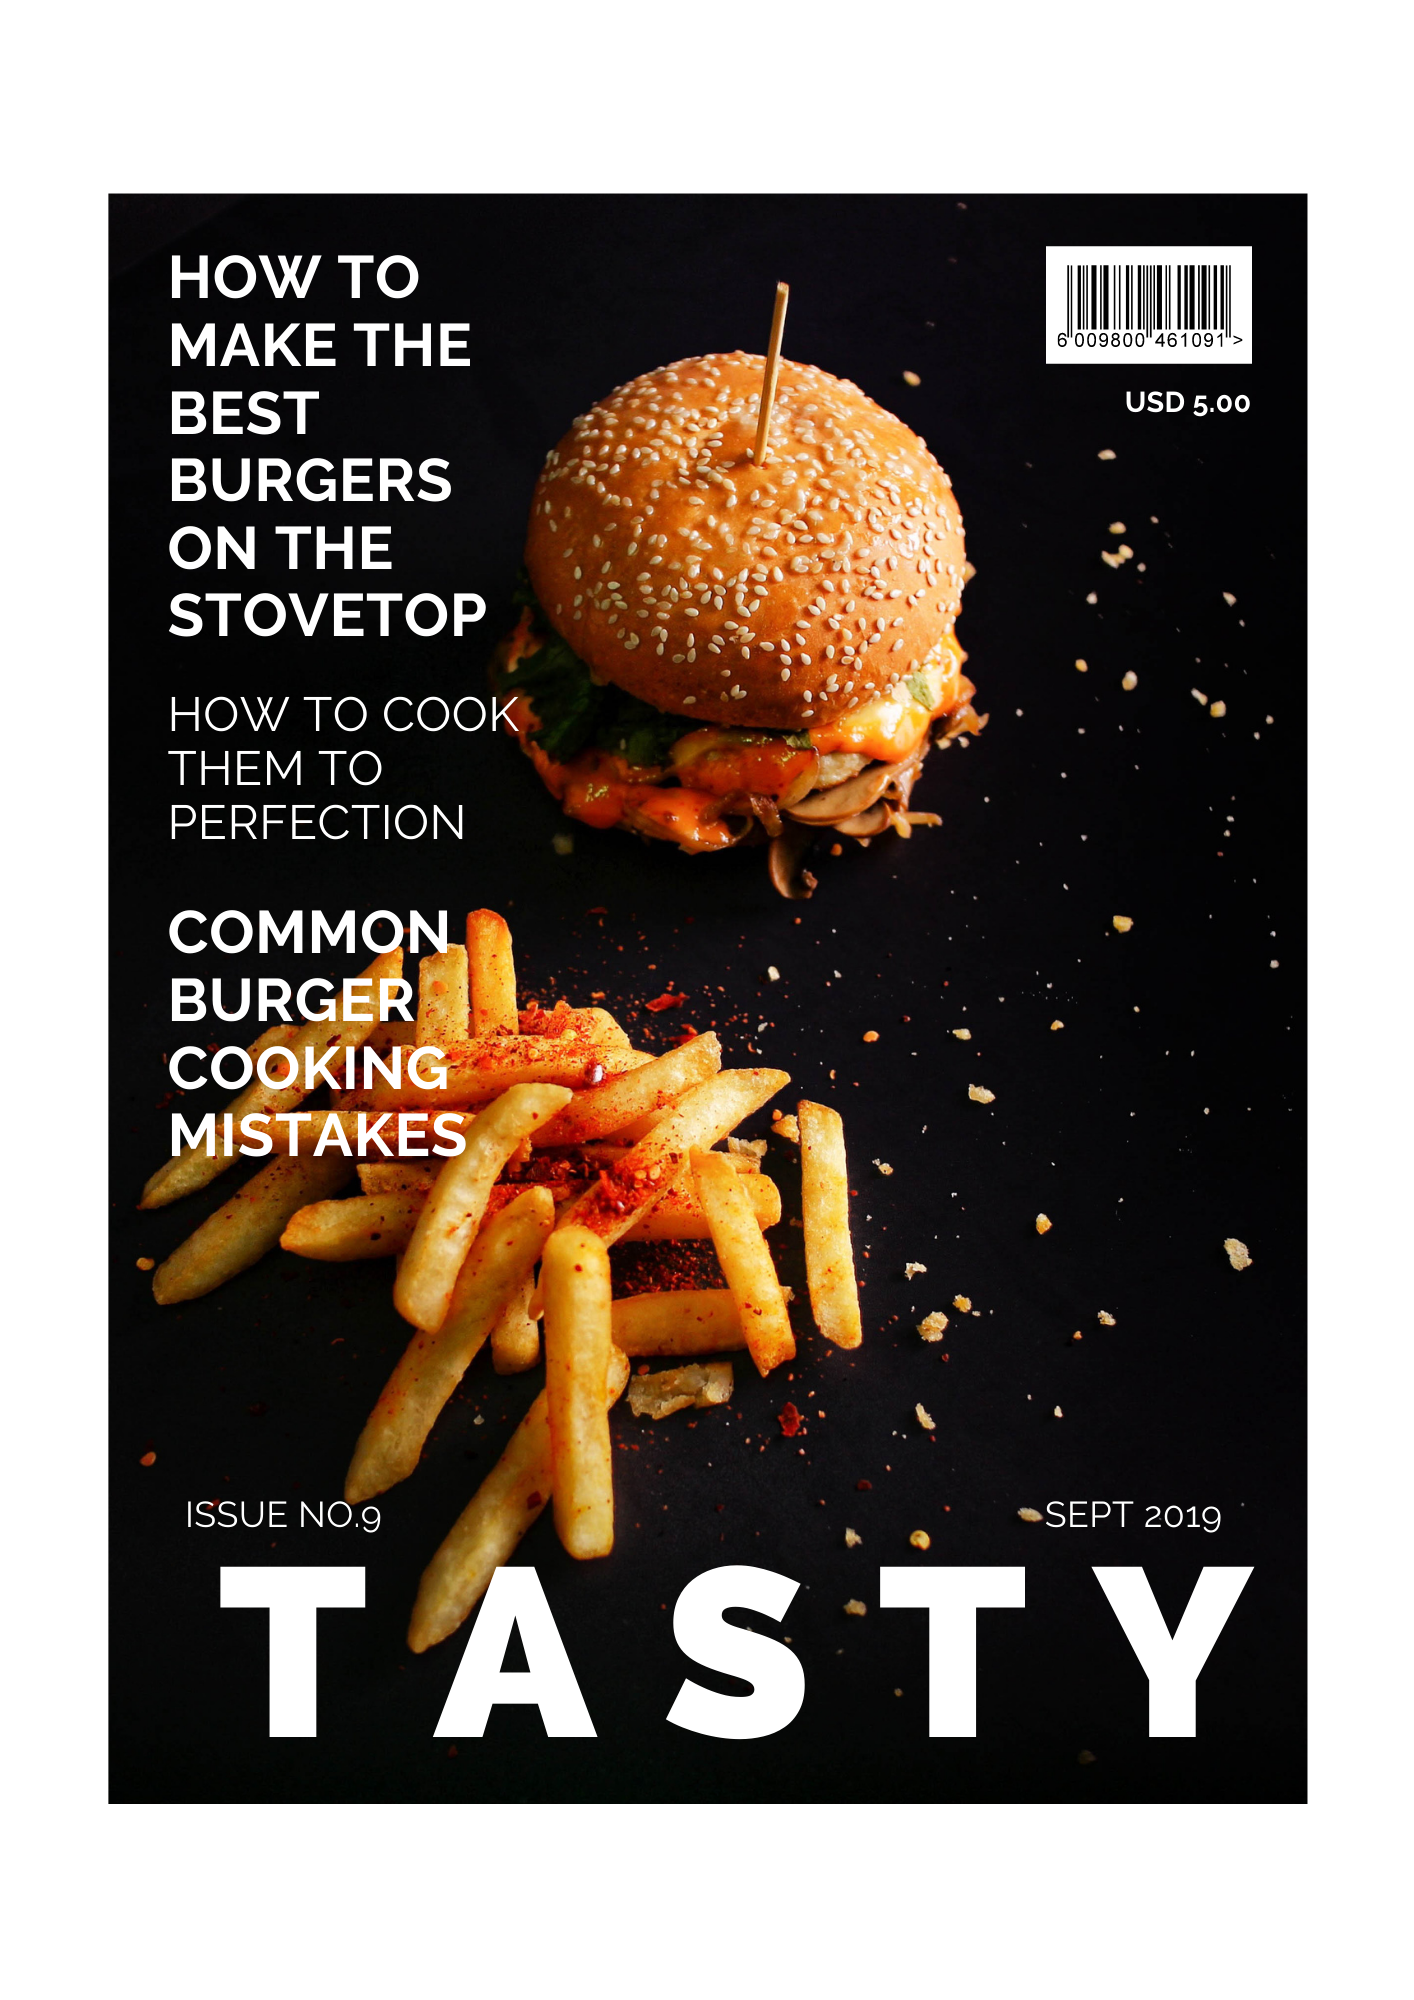 HOW TO
MAKE THE
BEST
BURGERS
ON THE
STOVETOP
HOW TO COOK
THEM TO
PERFECTION
COMMON
BURGER
COOKING
MISTAKES
6 009800 461091 >
USD 5.00
ISSUE NO.9
SEPT 2019
TASTY